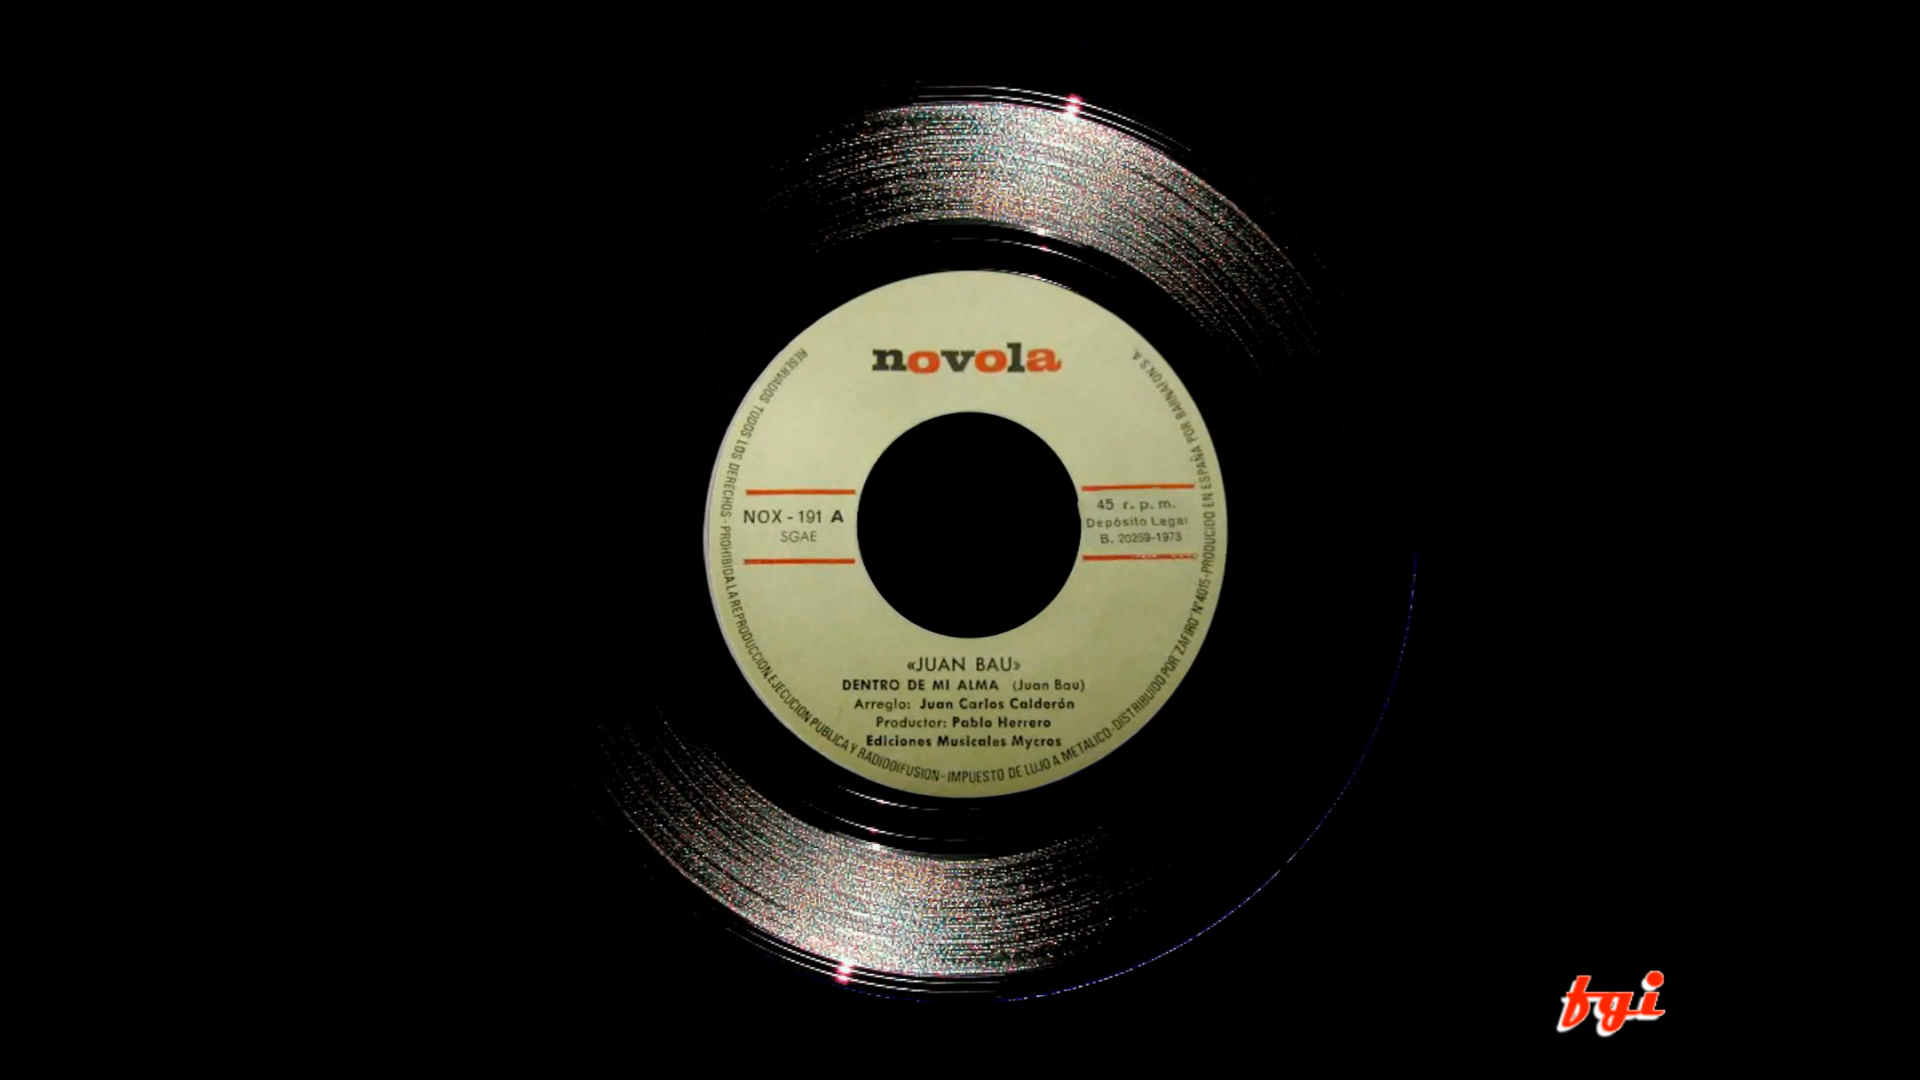 novola
RESERVADOS TODOS LOS DERECHOS - PROHIBIDA LA REPRODUCCION, EJECUCION PUBLICA Y RADIODIFUSION - IMPUESTO DE LUJO A METALICO - DISTRIBUIDO POR "ZAFIRO" Nº 4015 - PRODUCIDO EN ESPAÑA POR BARNAFON, S.A.
NOX - 191 A
SGAE
45 r. p. m.
Depósito Legal
B. 20259-1973
«JUAN BAU»
DENTRO DE MI ALMA (Juan Bau)
Arreglo: Juan Carlos Calderón
Productor: Pablo Herrero
Ediciones Musicales Mycros
fgi